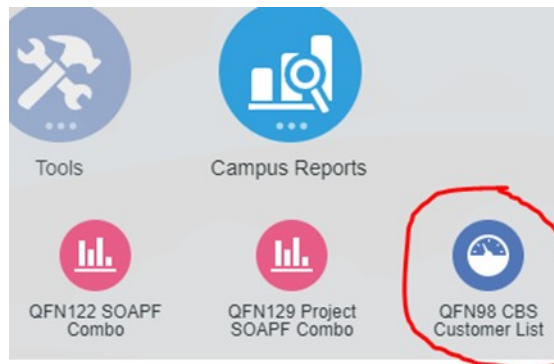 Tools
Campus Reports
QFN122 SOAPF
Combo
QFN129 Project
SOAPF Combo
QFN98 CBS
Customer List